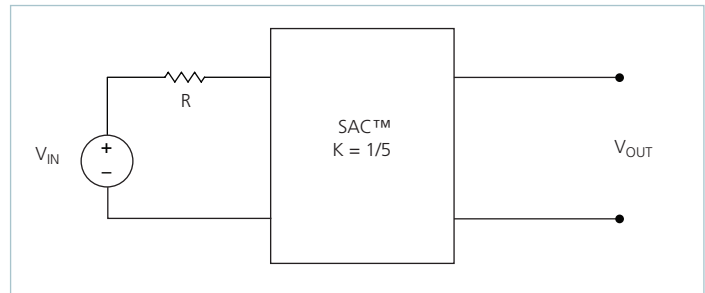 R
SAC™
K = 1/5
V_IN
+
−
V_OUT